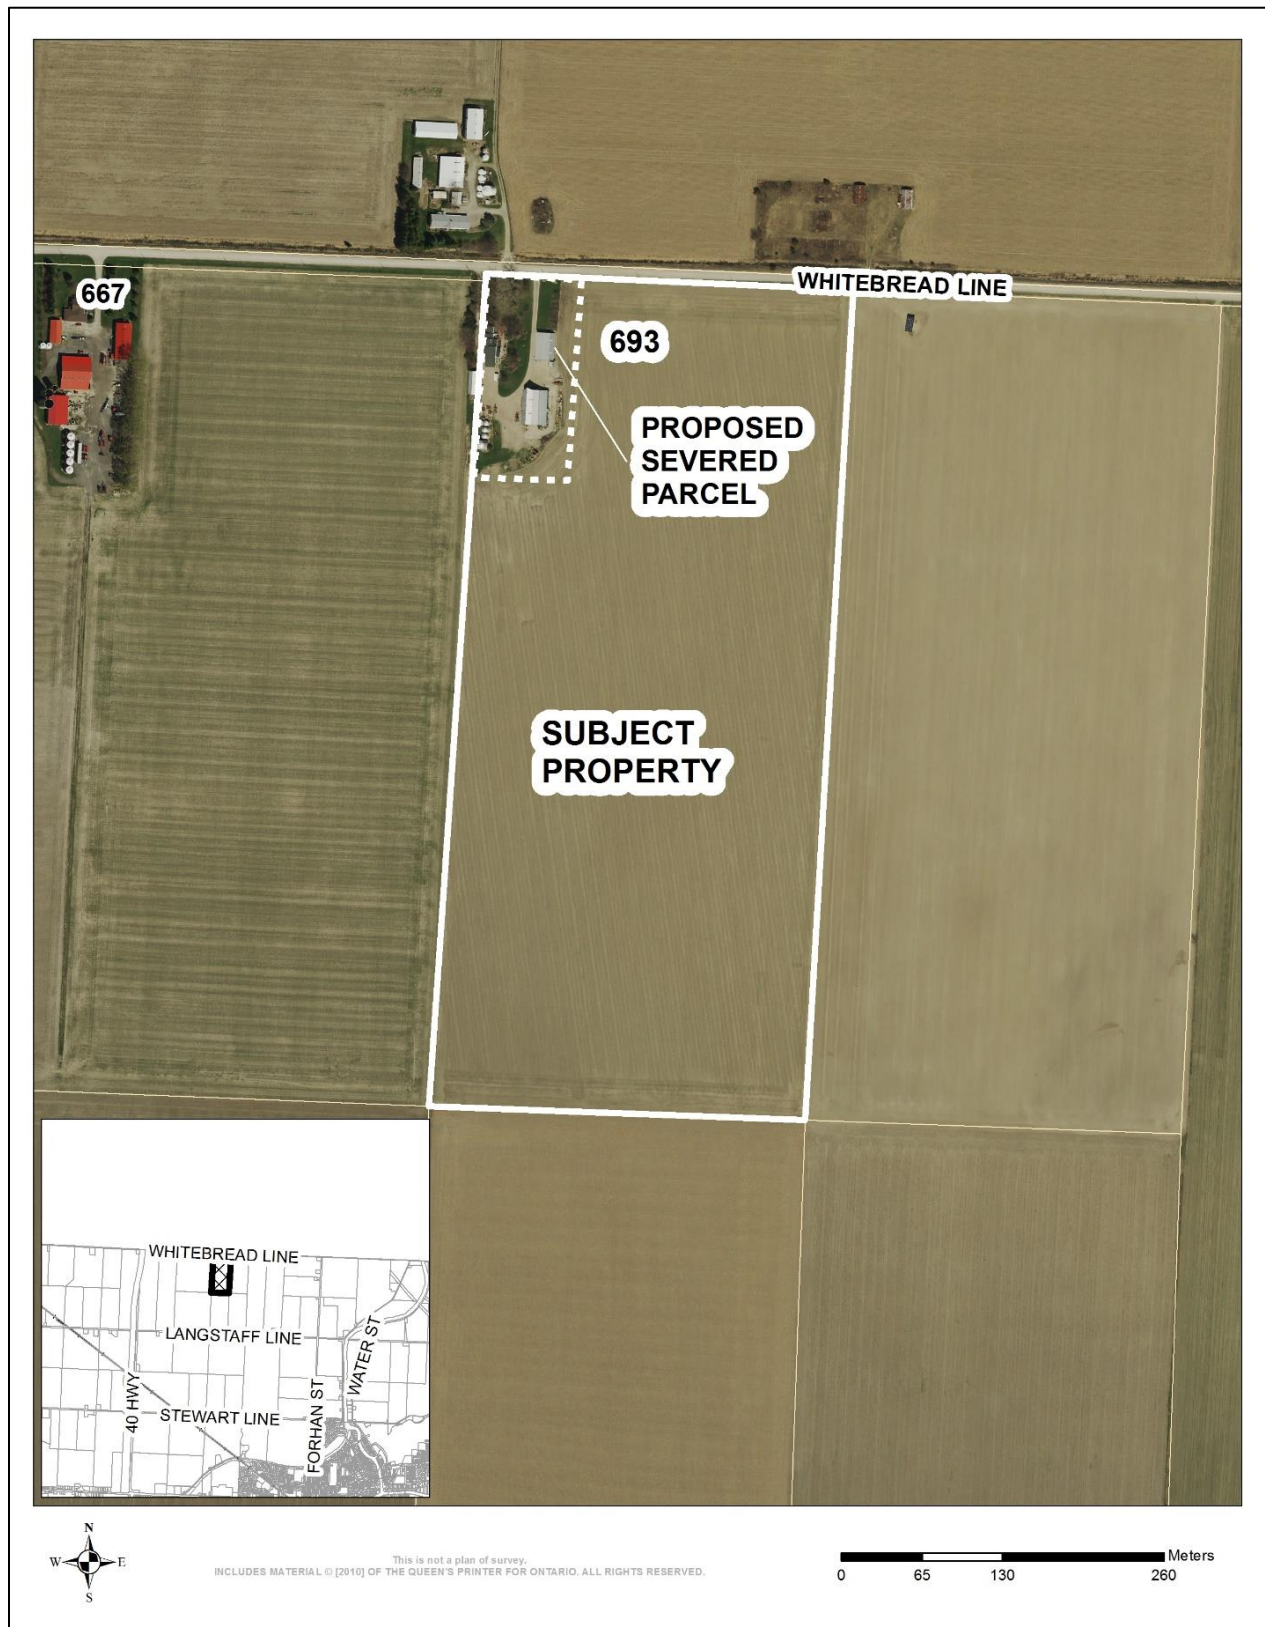 WHITEBREAD LINE
667
693
PROPOSED
SEVERED
PARCEL
SUBJECT
PROPERTY
WHITEBREAD LINE
LANGSTAFF LINE
WATER ST
40 HWY
STEWART LINE
FORHAN ST
N
W
E
S
This is not a plan of survey.
INCLUDES MATERIAL © [2010] OF THE QUEEN'S PRINTER FOR ONTARIO. ALL RIGHTS RESERVED.
Meters
0 65 130 260